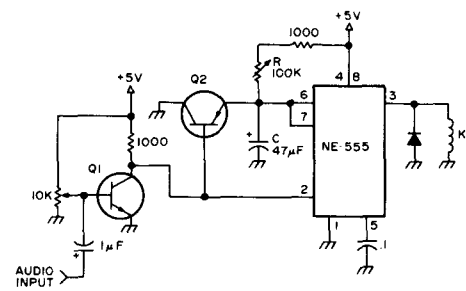 +5V
1000
+5V
Q2
R
100K
4 8
6
3
7
1000
C
47µF
NE-555
K
Q1
10K
2
1µF
1
5
.1
AUDIO
INPUT
+
+